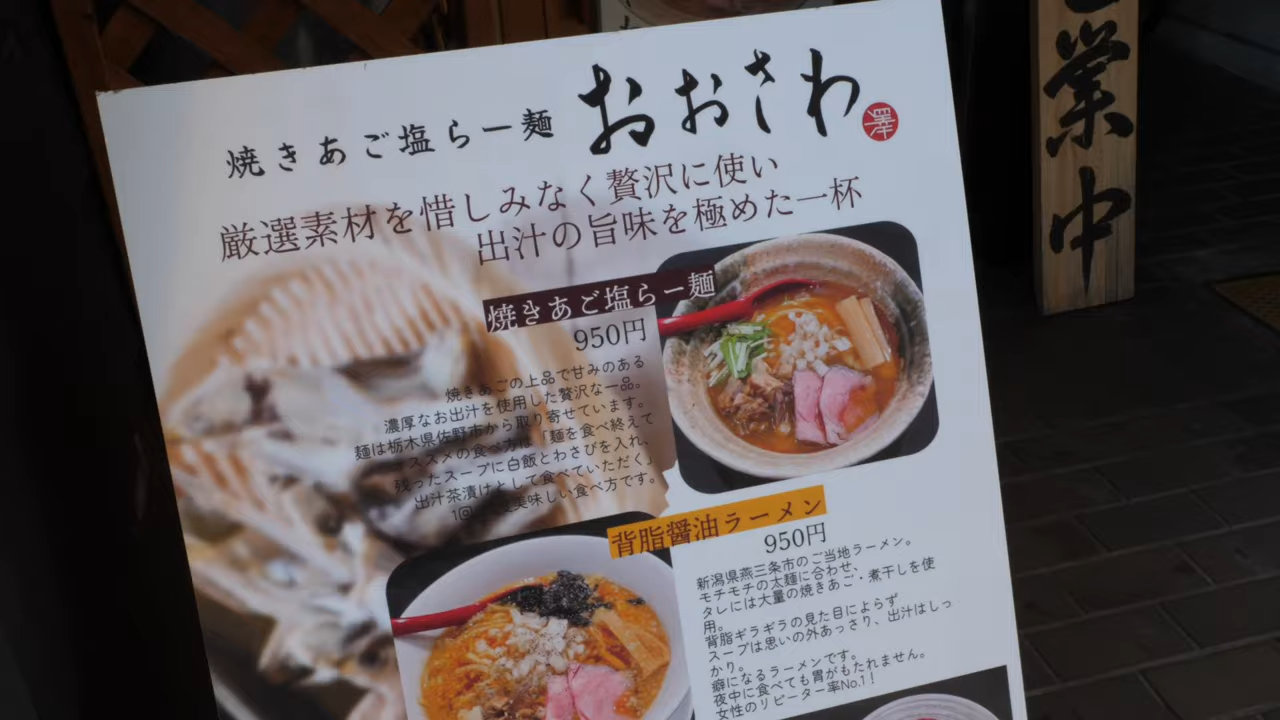 焼きあご塩らー麺 おおさわ
厳選素材を惜しみなく贅沢に使い
出汁の旨味を極めた一杯
焼きあご塩らー麺
950円
焼きあごの上品で甘みのある
濃厚なお出汁を使用した贅沢な一品。
麺は栃木県佐野市から取り寄せています。
オススメの食べ方は「麺を食べ終えて
残ったスープに白飯とわさびを入れ、
出汁茶漬けとして食べていただく、
1回 美味しい食べ方です。
背脂醤油ラーメン
950円
新潟県燕三条市のご当地ラーメン。
モチモチの太麺に合わせ、
タレには大量の焼きあご・煮干しを使
用。
背脂ギラギラの見た目によらず
スープは思いの外あっさり、出汁はしっ
かり。
癖になるラーメンです。
夜中に食べても胃がもたれません。
女性のリピーター率No.1！
業中